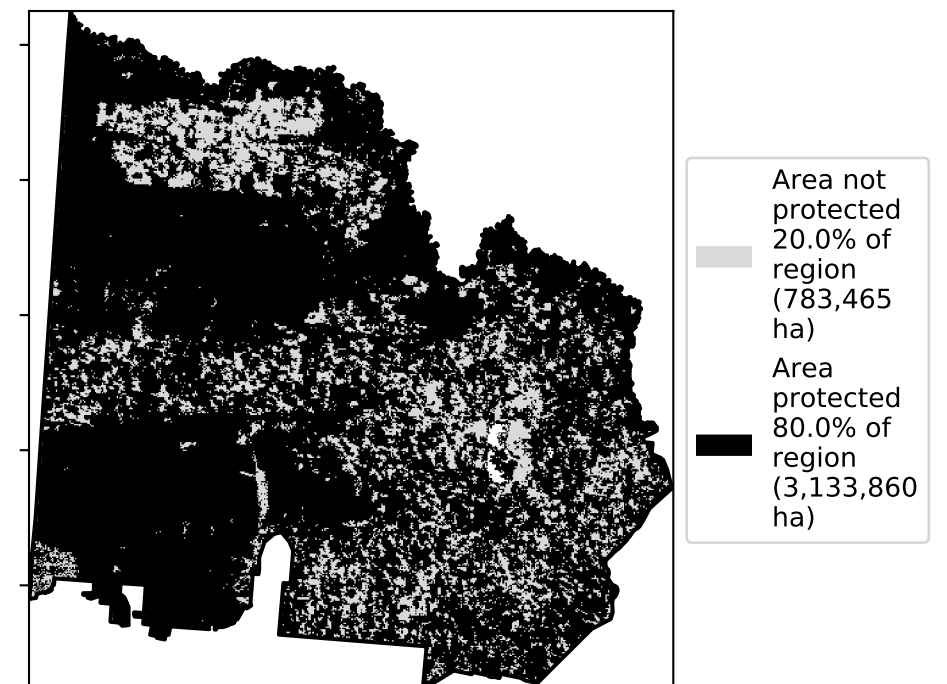 Area not
protected
20.0% of
region
(783,465
ha)
Area
protected
80.0% of
region
(3,133,860
ha)